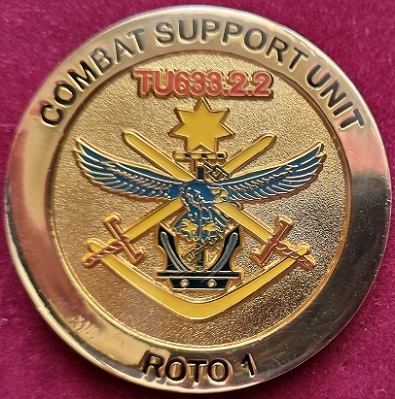 COMBAT SUPPORT UNIT
TU633.2.2
ROTO 1